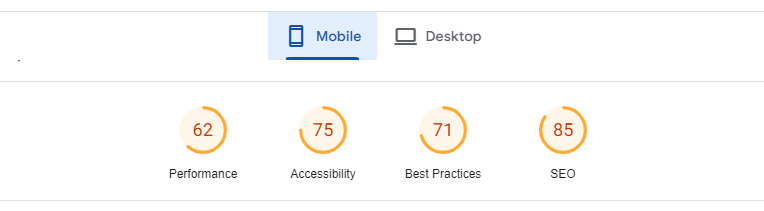 Mobile Desktop
62 75 71 85
Performance Accessibility Best Practices SEO